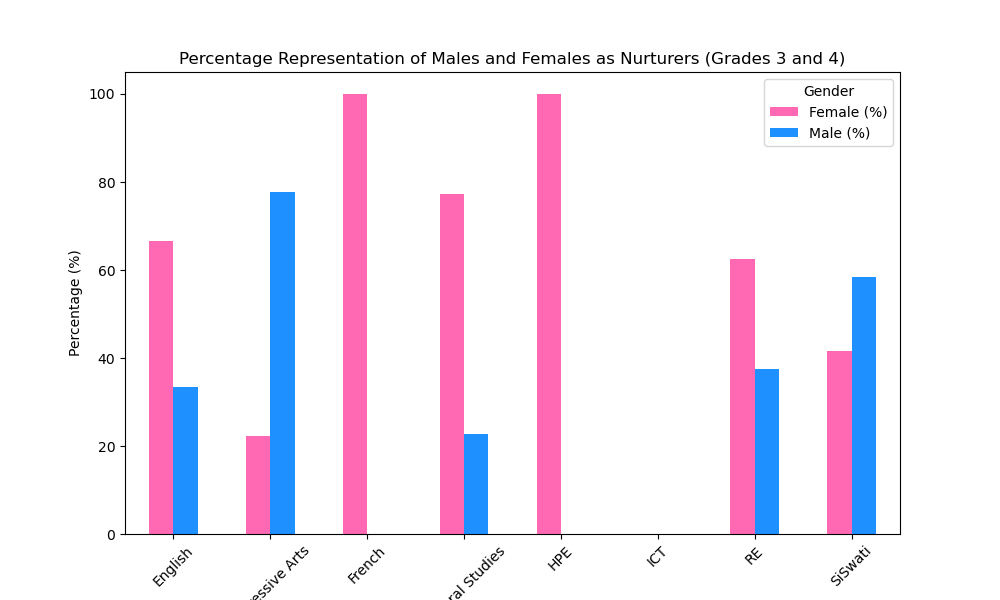 Percentage Representation of Males and Females as Nurturers (Grades 3 and 4)
Gender
Female (%)
Male (%)
Percentage (%)
100
80
60
40
20
0
English
essive Arts
French
ral Studies
HPE
ICT
RE
SiSwati